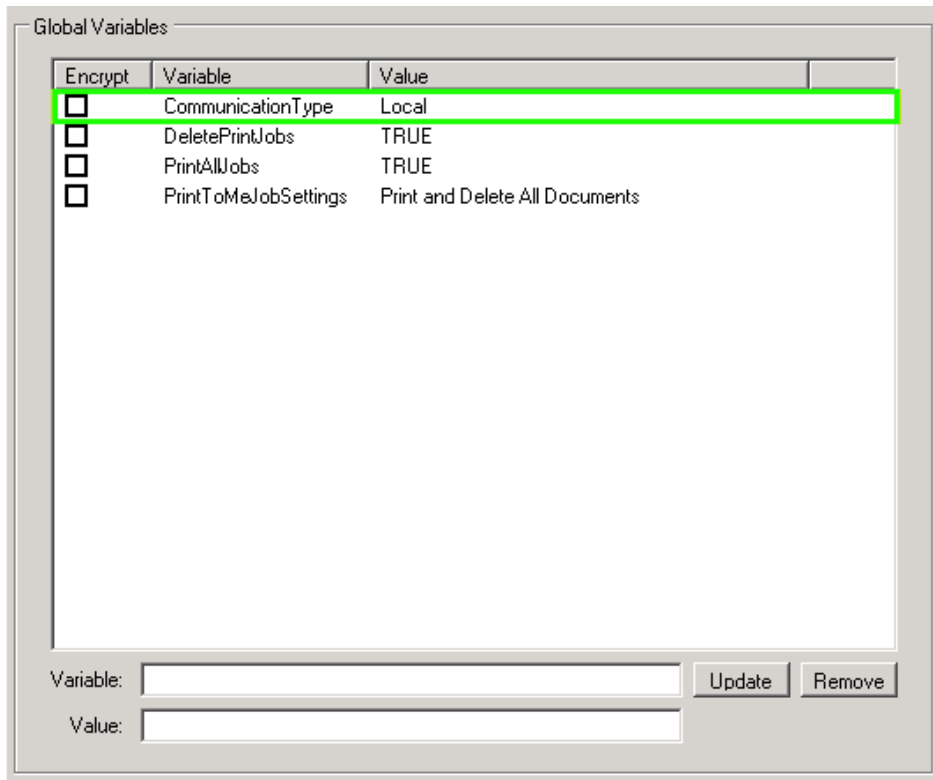 Global Variables
Encrypt Variable Value
CommunicationType Local
DeletePrintJobs TRUE
PrintAllJobs TRUE
PrintToMeJobSettings Print and Delete All Documents
Variable: Update Remove
Value: